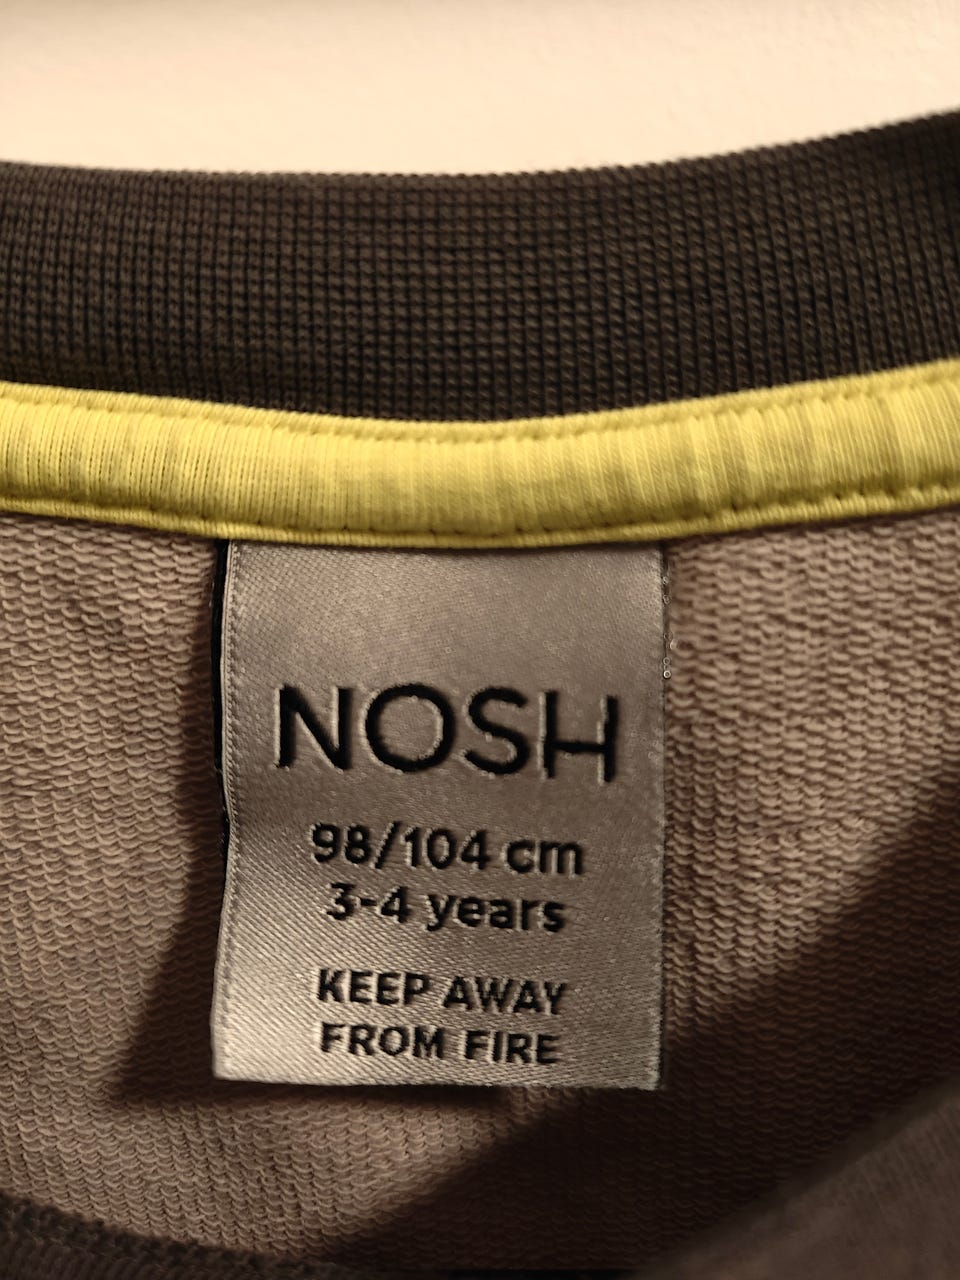 NOSH
98/104 cm
3-4 years
KEEP AWAY
FROM FIRE